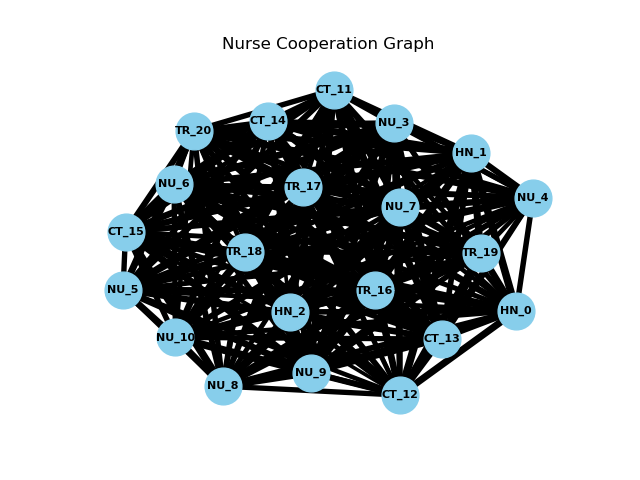 Nurse Cooperation Graph
CT_11
CT_14
NU_3
TR_20
HN_1
NU_6
TR_17
NU_4
NU_7
CT_15
TR_18
TR_19
NU_5
TR_16
HN_2
HN_0
NU_10
CT_13
NU_9
NU_8
CT_12